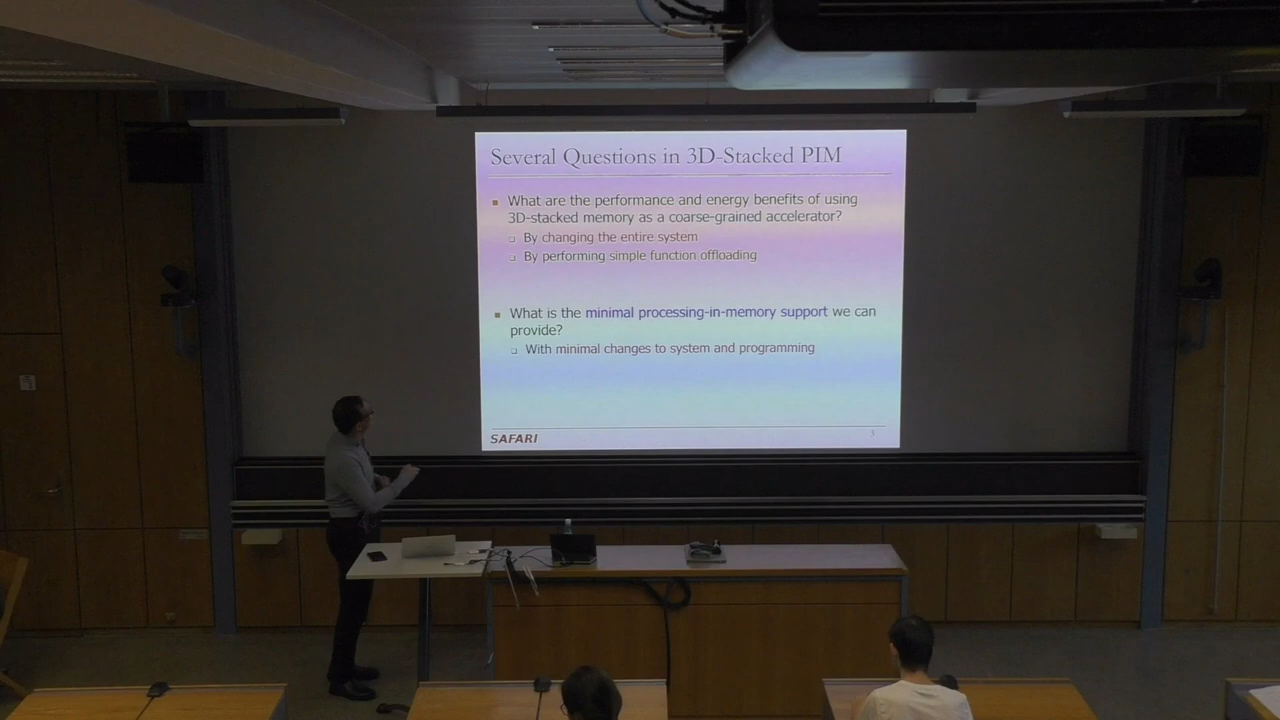 Several Questions in 3D-Stacked PIM
What are the performance and energy benefits of using
3D-stacked memory as a coarse-grained accelerator?
By changing the entire system
By performing simple function offloading
What is the minimal processing-in-memory support we can
provide?
With minimal changes to system and programming
SAFARI
3